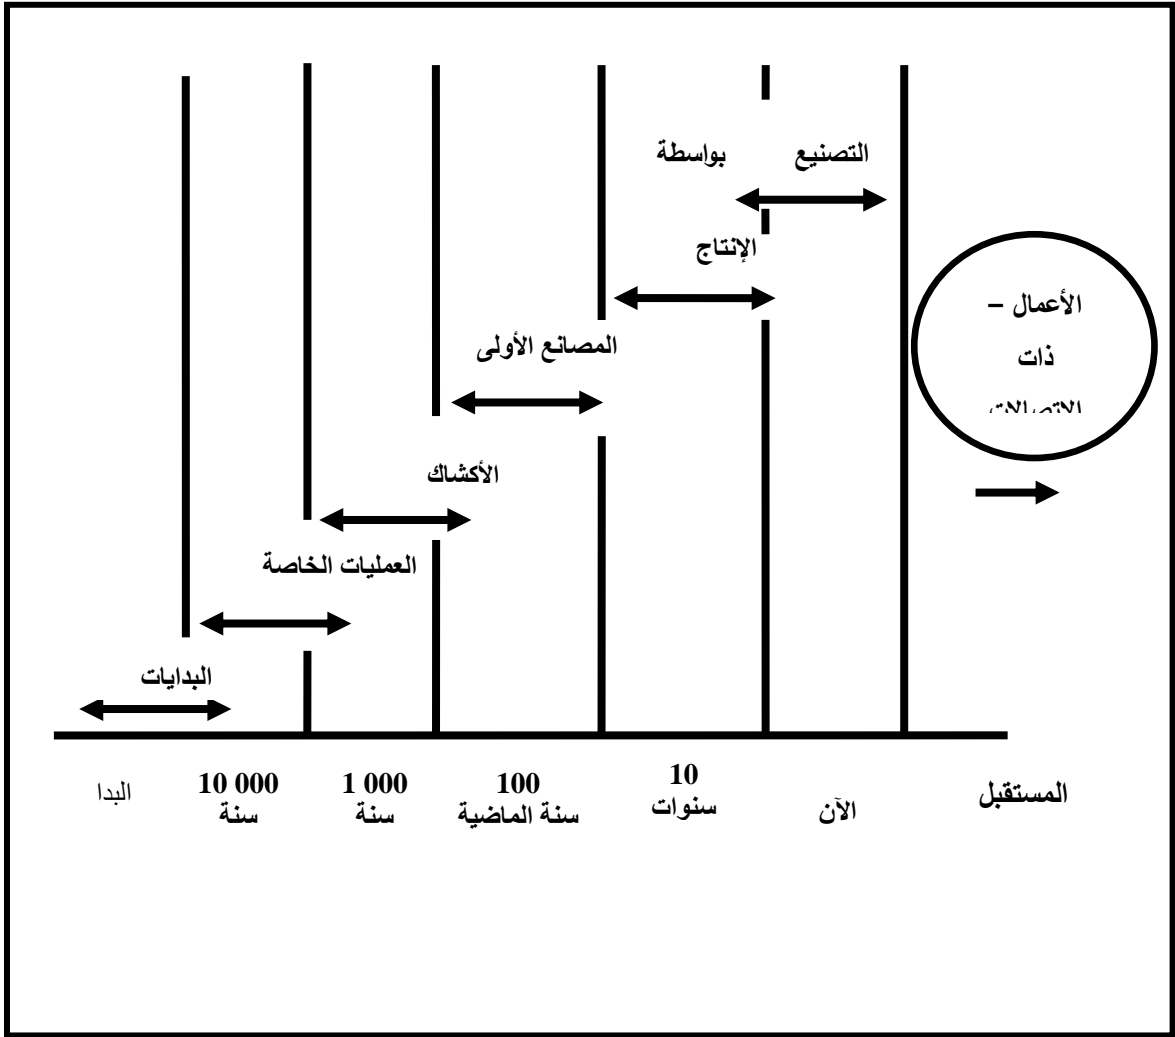 التصنيع بواسطة
الإنتاج
الأعمال –
ذات
الاتصالات
المصانع الأولى
الأكشاك
العمليات الخاصة
البدايات
البدا
10 000
سنة
1 000
سنة
100
سنة الماضية
10
سنوات
الآن
المستقبل